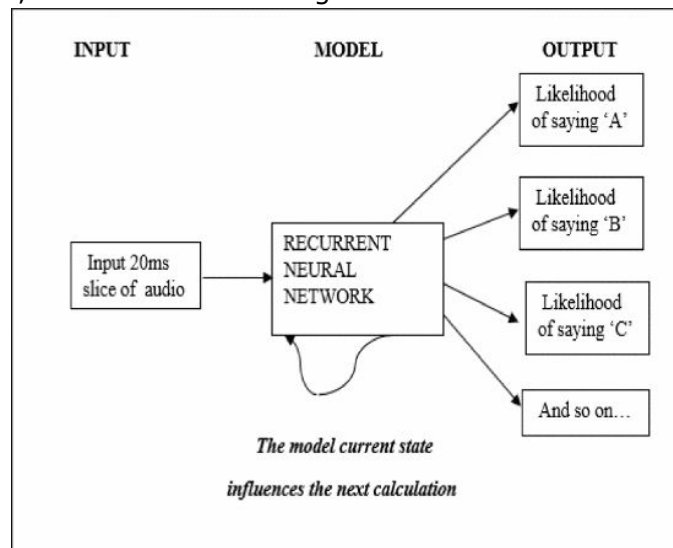 INPUT MODEL OUTPUT
Likelihood
of saying ‘A’
Likelihood
of saying ‘B’
RECURRENT
NEURAL
NETWORK
Input 20ms
slice of audio
Likelihood
of saying ‘C’
And so on…
The model current state
influences the next calculation